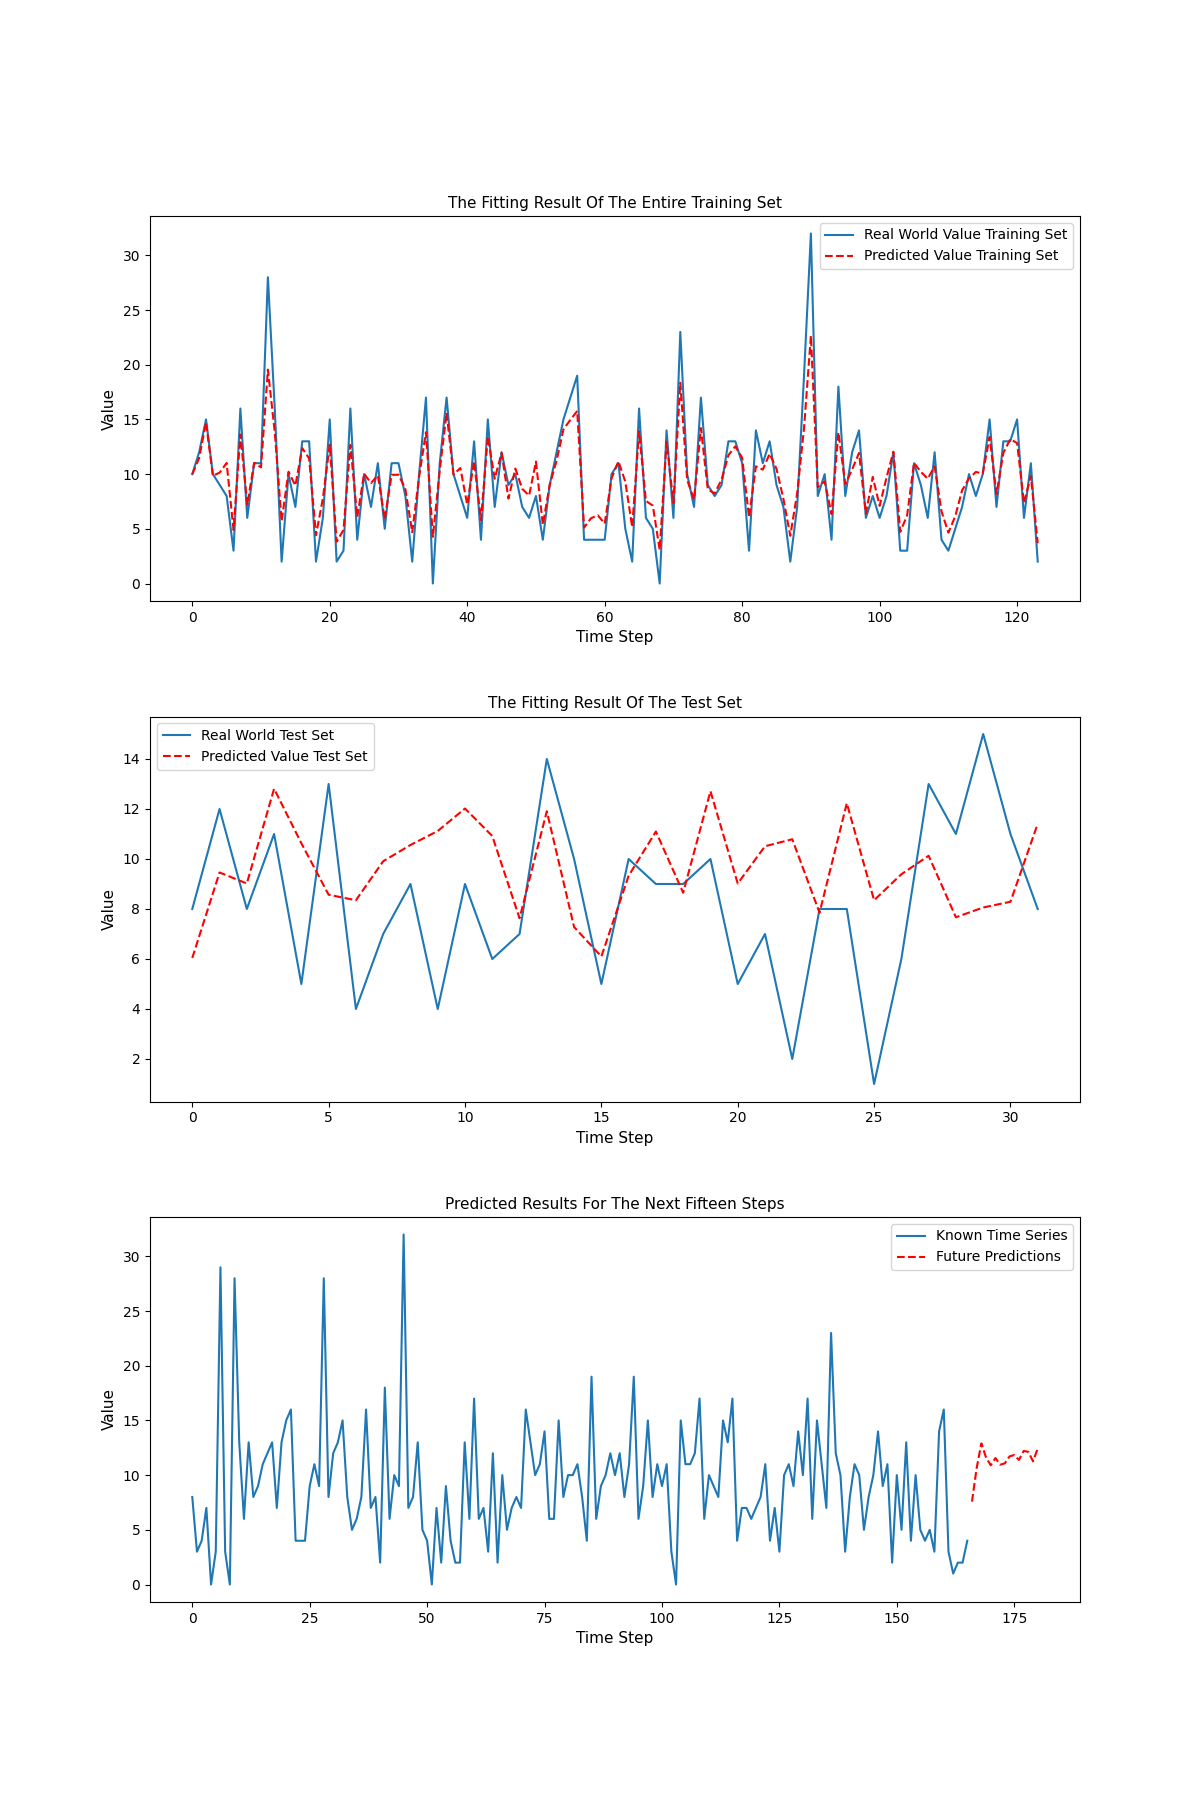 The Fitting Result Of The Entire Training Set
Real World Value Training Set
Predicted Value Training Set
Value
30
25
20
15
10
5
0
0 20 40 60 80 100 120
Time Step
The Fitting Result Of The Test Set
Real World Test Set
Predicted Value Test Set
Value
14
12
10
8
6
4
2
0 5 10 15 20 25 30
Time Step
Predicted Results For The Next Fifteen Steps
Known Time Series
Future Predictions
Value
30
25
20
15
10
5
0
0 25 50 75 100 125 150 175
Time Step